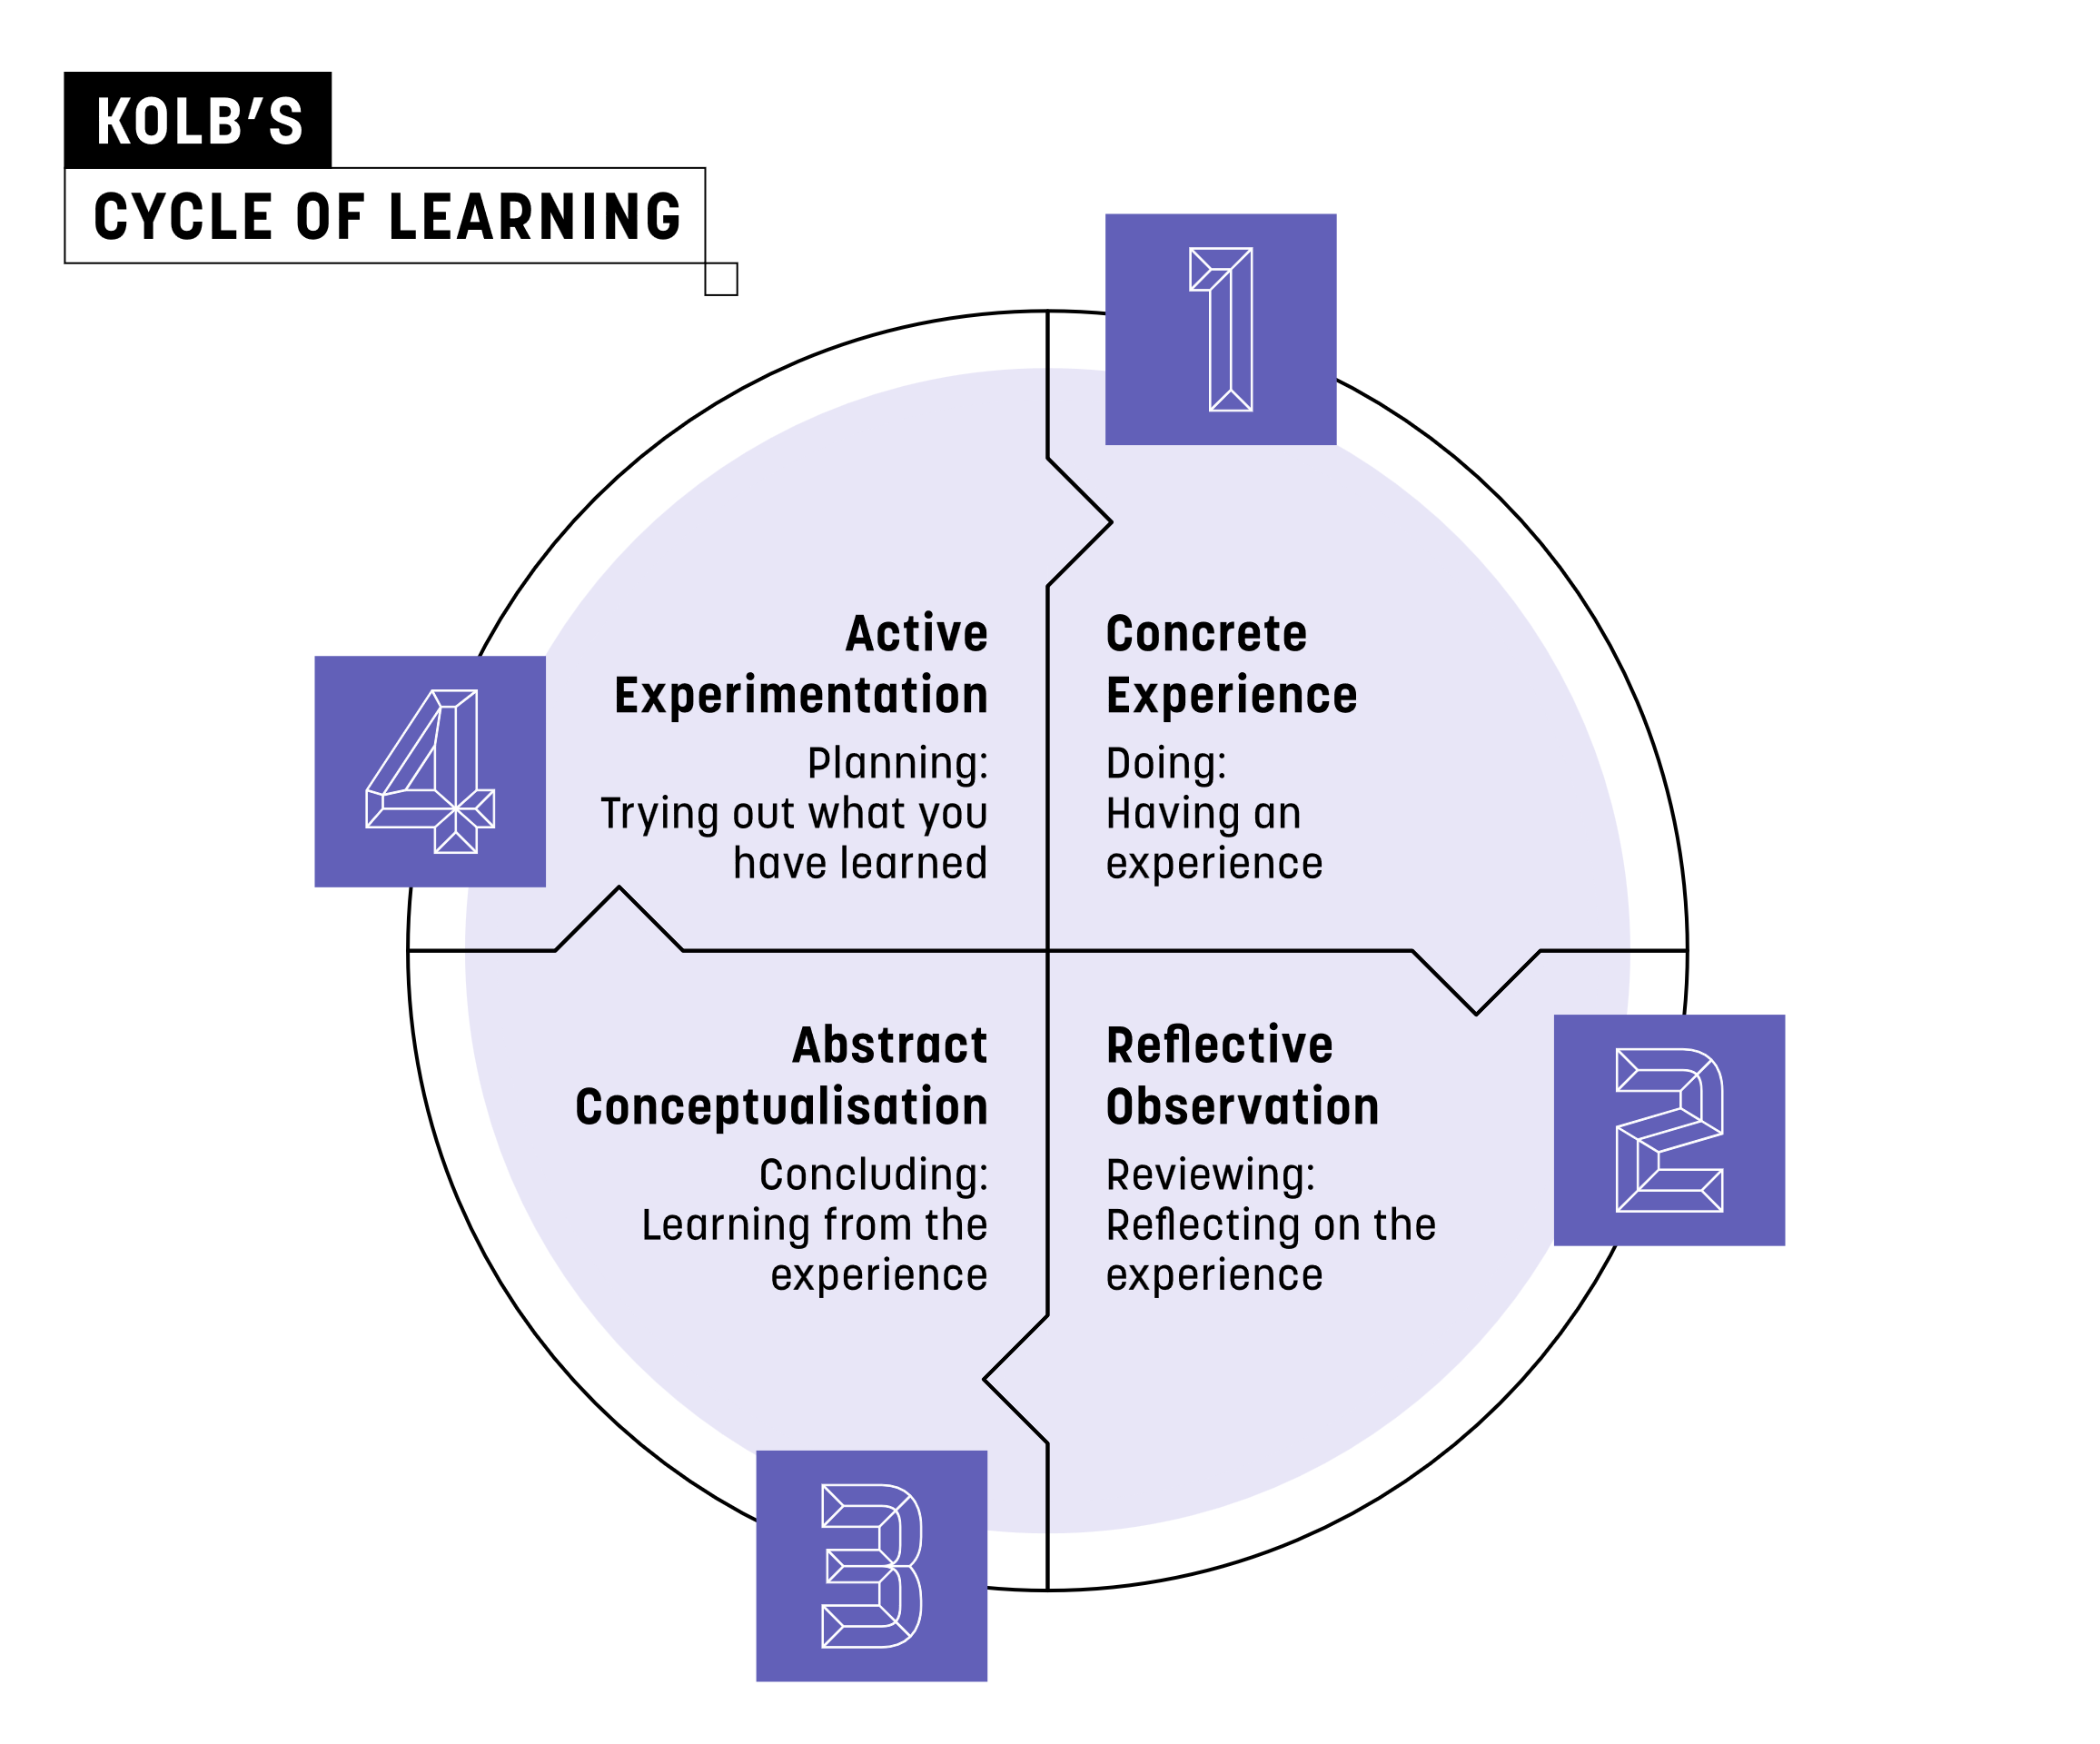 KOLB’S
CYCLE OF LEARNING
1
Concrete
Experience
Doing:
Having an
experience
2
Reflective
Observation
Reviewing:
Reflecting on the
experience
3
Abstract
Conceptualisation
Concluding:
Learning from the
experience
4
Active
Experimentation
Planning:
Trying out what you
have learned